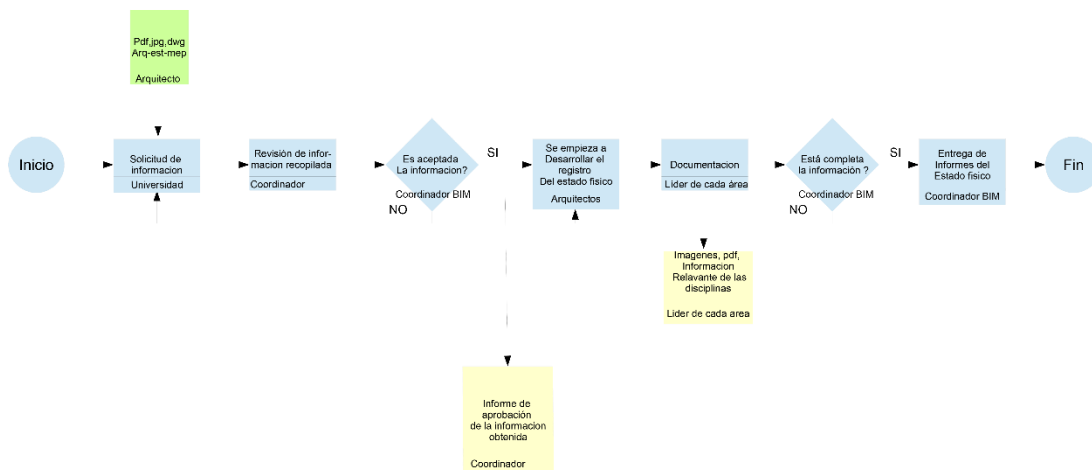 Pdf,jpg,dwg
Arq-est-mep
Arquitecto
Inicio
Solicitud de
informacion
Universidad
Revisión de infor-
macion recopilada
Coordinador
Es aceptada
La informacion?
Coordinador BIM
SI
NO
Se empieza a
Desarrollar el
registro
Del estado fisico
Arquitectos
Documentacion
Líder de cada área
Está completa
la información ?
Coordinador BIM
SI
NO
Entrega de
Informes del
Estado fisico
Coordinador BIM
Fin
Imagenes, pdf,
Informacion
Relavante de las
disciplinas
Lider de cada area
Informe de
aprobación
de la informacion
obtenida
Coordinador